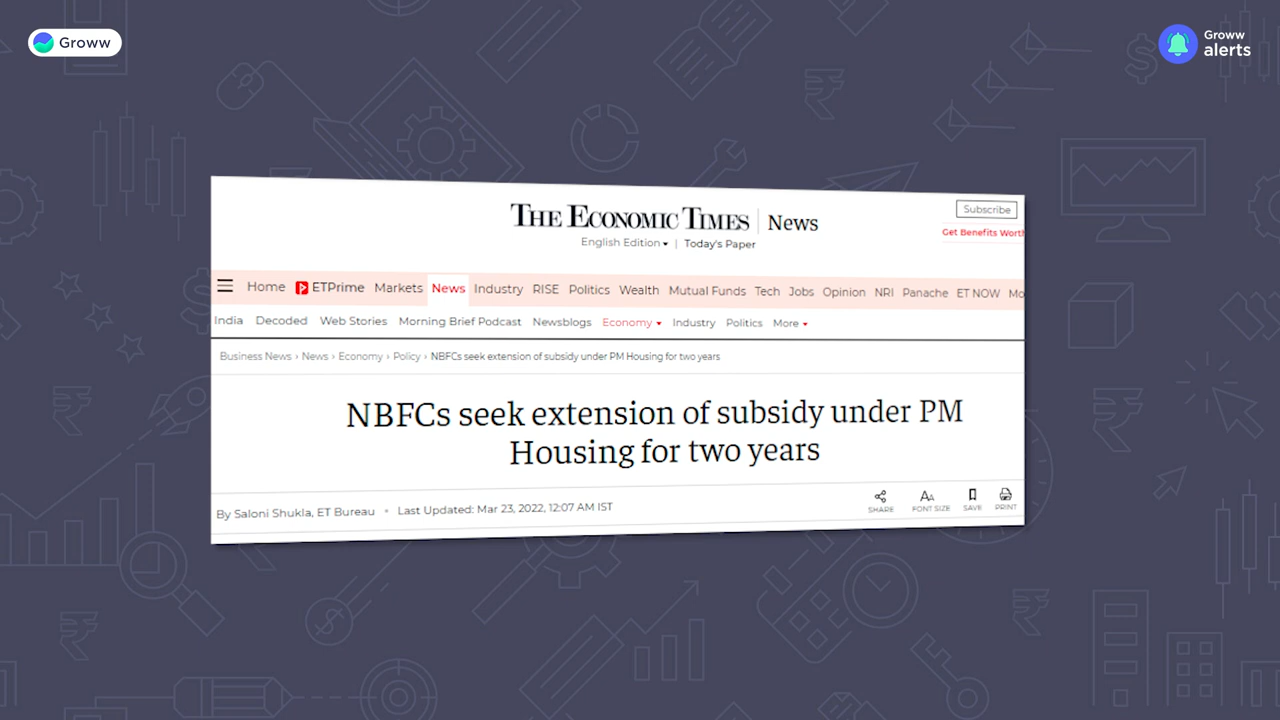 Groww
Groww
alerts
THE ECONOMIC TIMES | News
English Edition | Today's Paper
Subscribe
Home ETPrime Markets News Industry RISE Politics Wealth Mutual Funds Tech Jobs Opinion NRI Panache ET NOW
India Decoded Web Stories Morning Brief Podcast Newsblogs Economy Industry Politics More
Get Benefits
Business News › News › Economy › Policy › NBFCs seek extension of subsidy under PM Housing for two years
NBFCs seek extension of subsidy under PM
Housing for two years
By Saloni Shukla, ET Bureau • Last Updated: Mar 23, 2022, 12:07 AM IST
SHARE FONT SIZE SAVE PRINT